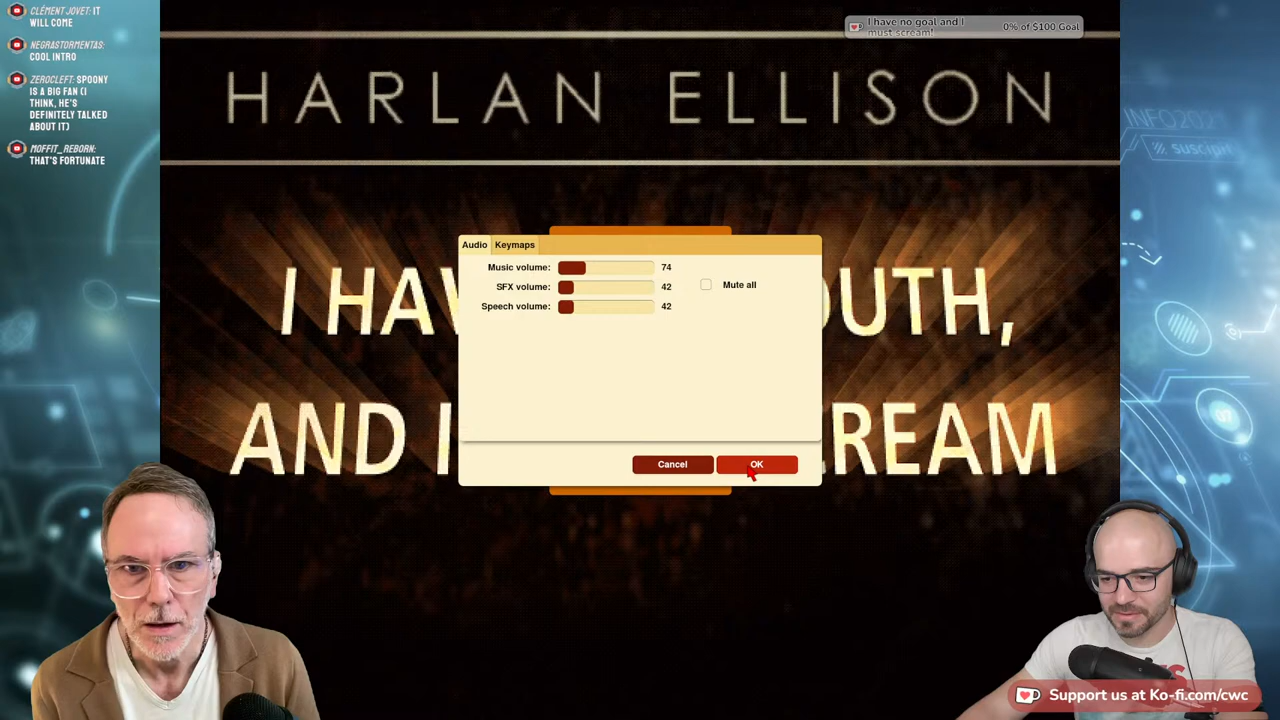 CLÉMENT JOVET: IT
WILL COME
NEGRASTORMENTAS:
COOL INTRO
ZEROCLEFT: SPOONY
IS A BIG FAN (I
THINK, HE'S
DEFINITELY TALKED
ABOUT IT)
MOFFIT_REBORN:
THAT'S FORTUNATE
I have no goal and I
must scream!
0% of $100 Goal
HARLAN ELLISON
INFO202
suscipi
I HAV
OUTH,
AND I
CREAM
Audio Keymaps
Music volume: 74
SFX volume: 42
Mute all
Speech volume: 42
Cancel OK
Support us at Ko-fi.com/cwc